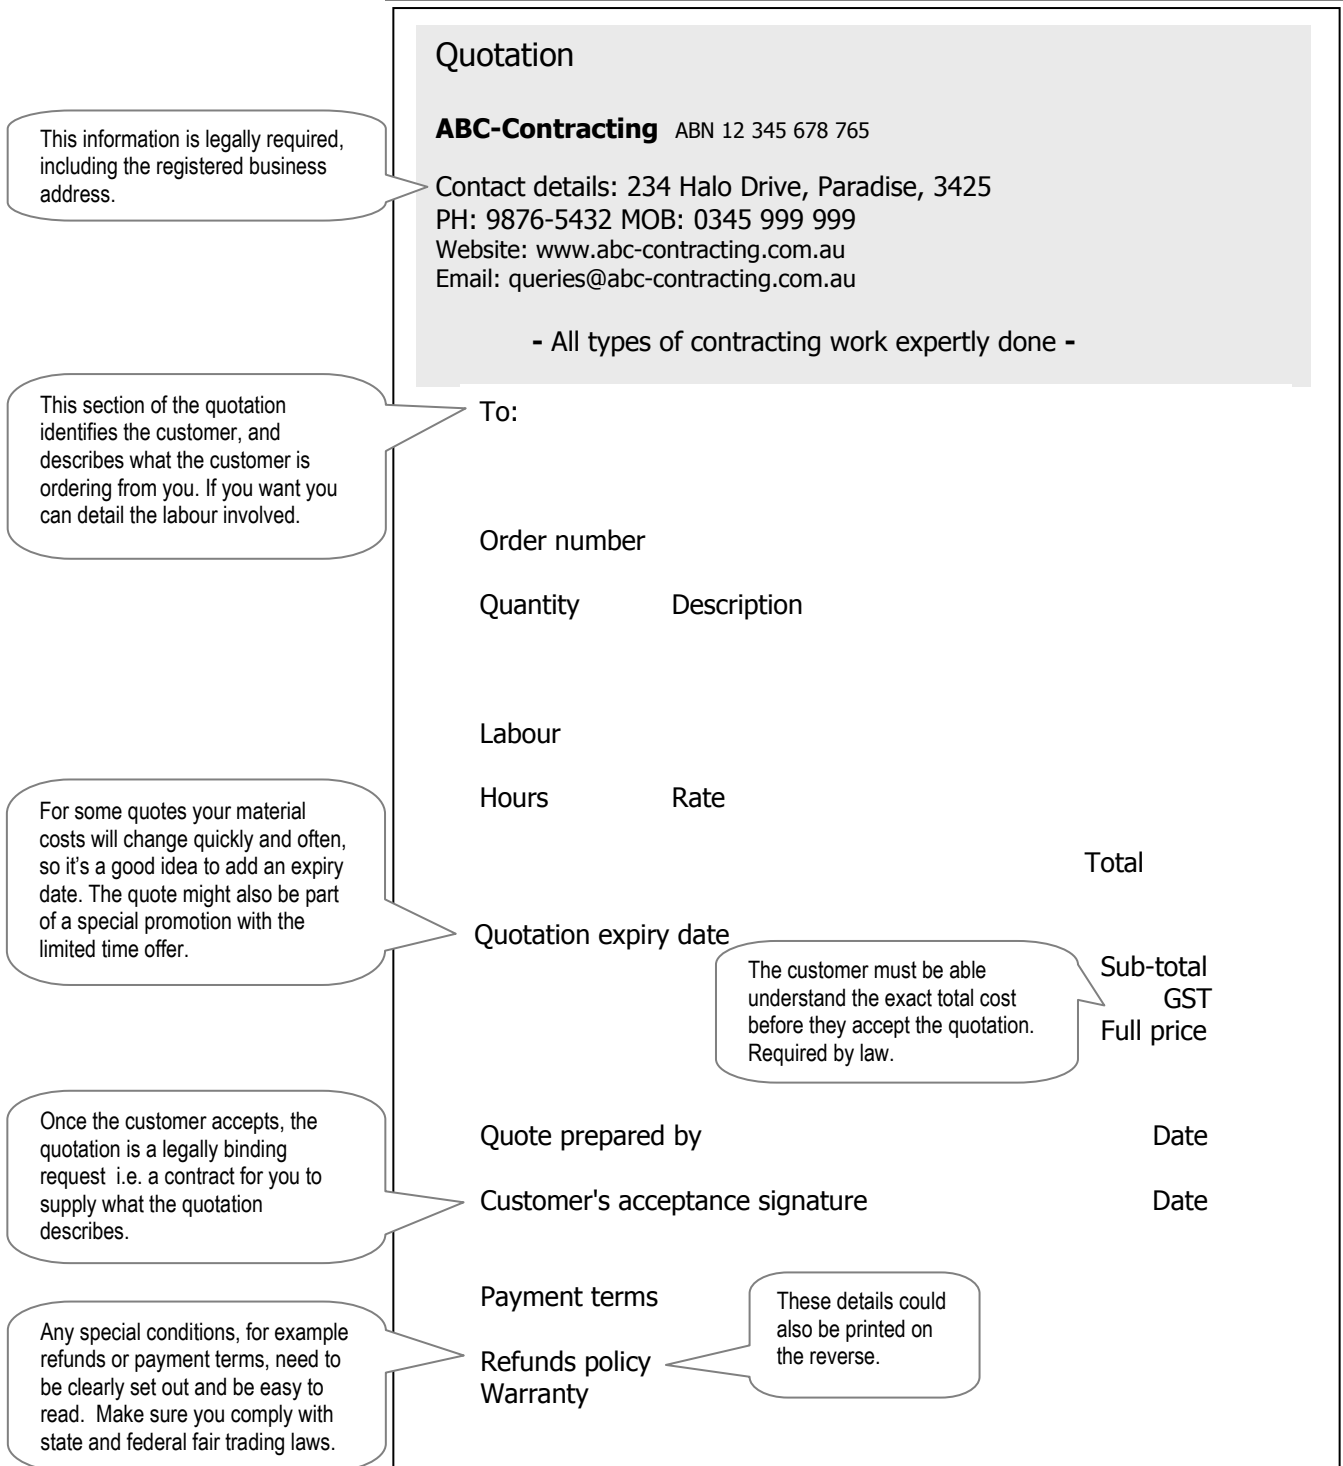 Quotation
ABC-Contracting ABN 12 345 678 765
This information is legally required,
including the registered business
address.
Contact details: 234 Halo Drive, Paradise, 3425
PH: 9876-5432 MOB: 0345 999 999
Website: www.abc-contracting.com.au
Email: queries@abc-contracting.com.au
- All types of contracting work expertly done -
This section of the quotation
identifies the customer, and
describes what the customer is
ordering from you. If you want you
can detail the labour involved.
To:
Order number
Quantity Description
Labour
Hours Rate
Total
For some quotes your material
costs will change quickly and often,
so it's a good idea to add an expiry
date. The quote might also be part
of a special promotion with the
limited time offer.
Quotation expiry date
The customer must be able
understand the exact total cost
before they accept the quotation.
Required by law.
Sub-total
GST
Full price
Once the customer accepts, the
quotation is a legally binding
request i.e. a contract for you to
supply what the quotation
describes.
Quote prepared by Date
Customer's acceptance signature Date
Payment terms
These details could
also be printed on
the reverse.
Any special conditions, for example
refunds or payment terms, need to
be clearly set out and be easy to
read. Make sure you comply with
state and federal fair trading laws.
Refunds policy
Warranty